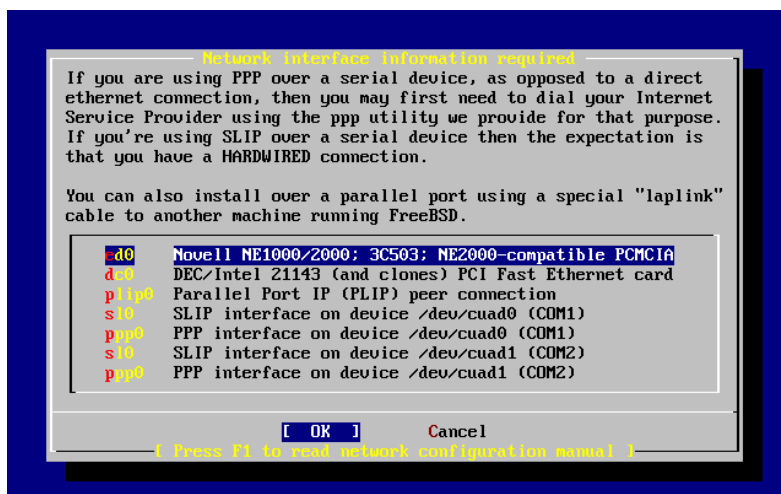 Network interface information required
If you are using PPP over a serial device, as opposed to a direct
ethernet connection, then you may first need to dial your Internet
Service Provider using the ppp utility we provide for that purpose.
If you're using SLIP over a serial device then the expectation is
that you have a HARDWIRED connection.
You can also install over a parallel port using a special "laplink"
cable to another machine running FreeBSD.
ed0 Novell NE1000/2000; 3C503; NE2000-compatible PCMCIA
dc0 DEC/Intel 21143 (and clones) PCI Fast Ethernet card
plip0 Parallel Port IP (PLIP) peer connection
sl0 SLIP interface on device /dev/cuad0 (COM1)
ppp0 PPP interface on device /dev/cuad0 (COM1)
sl0 SLIP interface on device /dev/cuad1 (COM2)
ppp0 PPP interface on device /dev/cuad1 (COM2)
[ OK ] Cancel
[ Press F1 to read network configuration manual ]